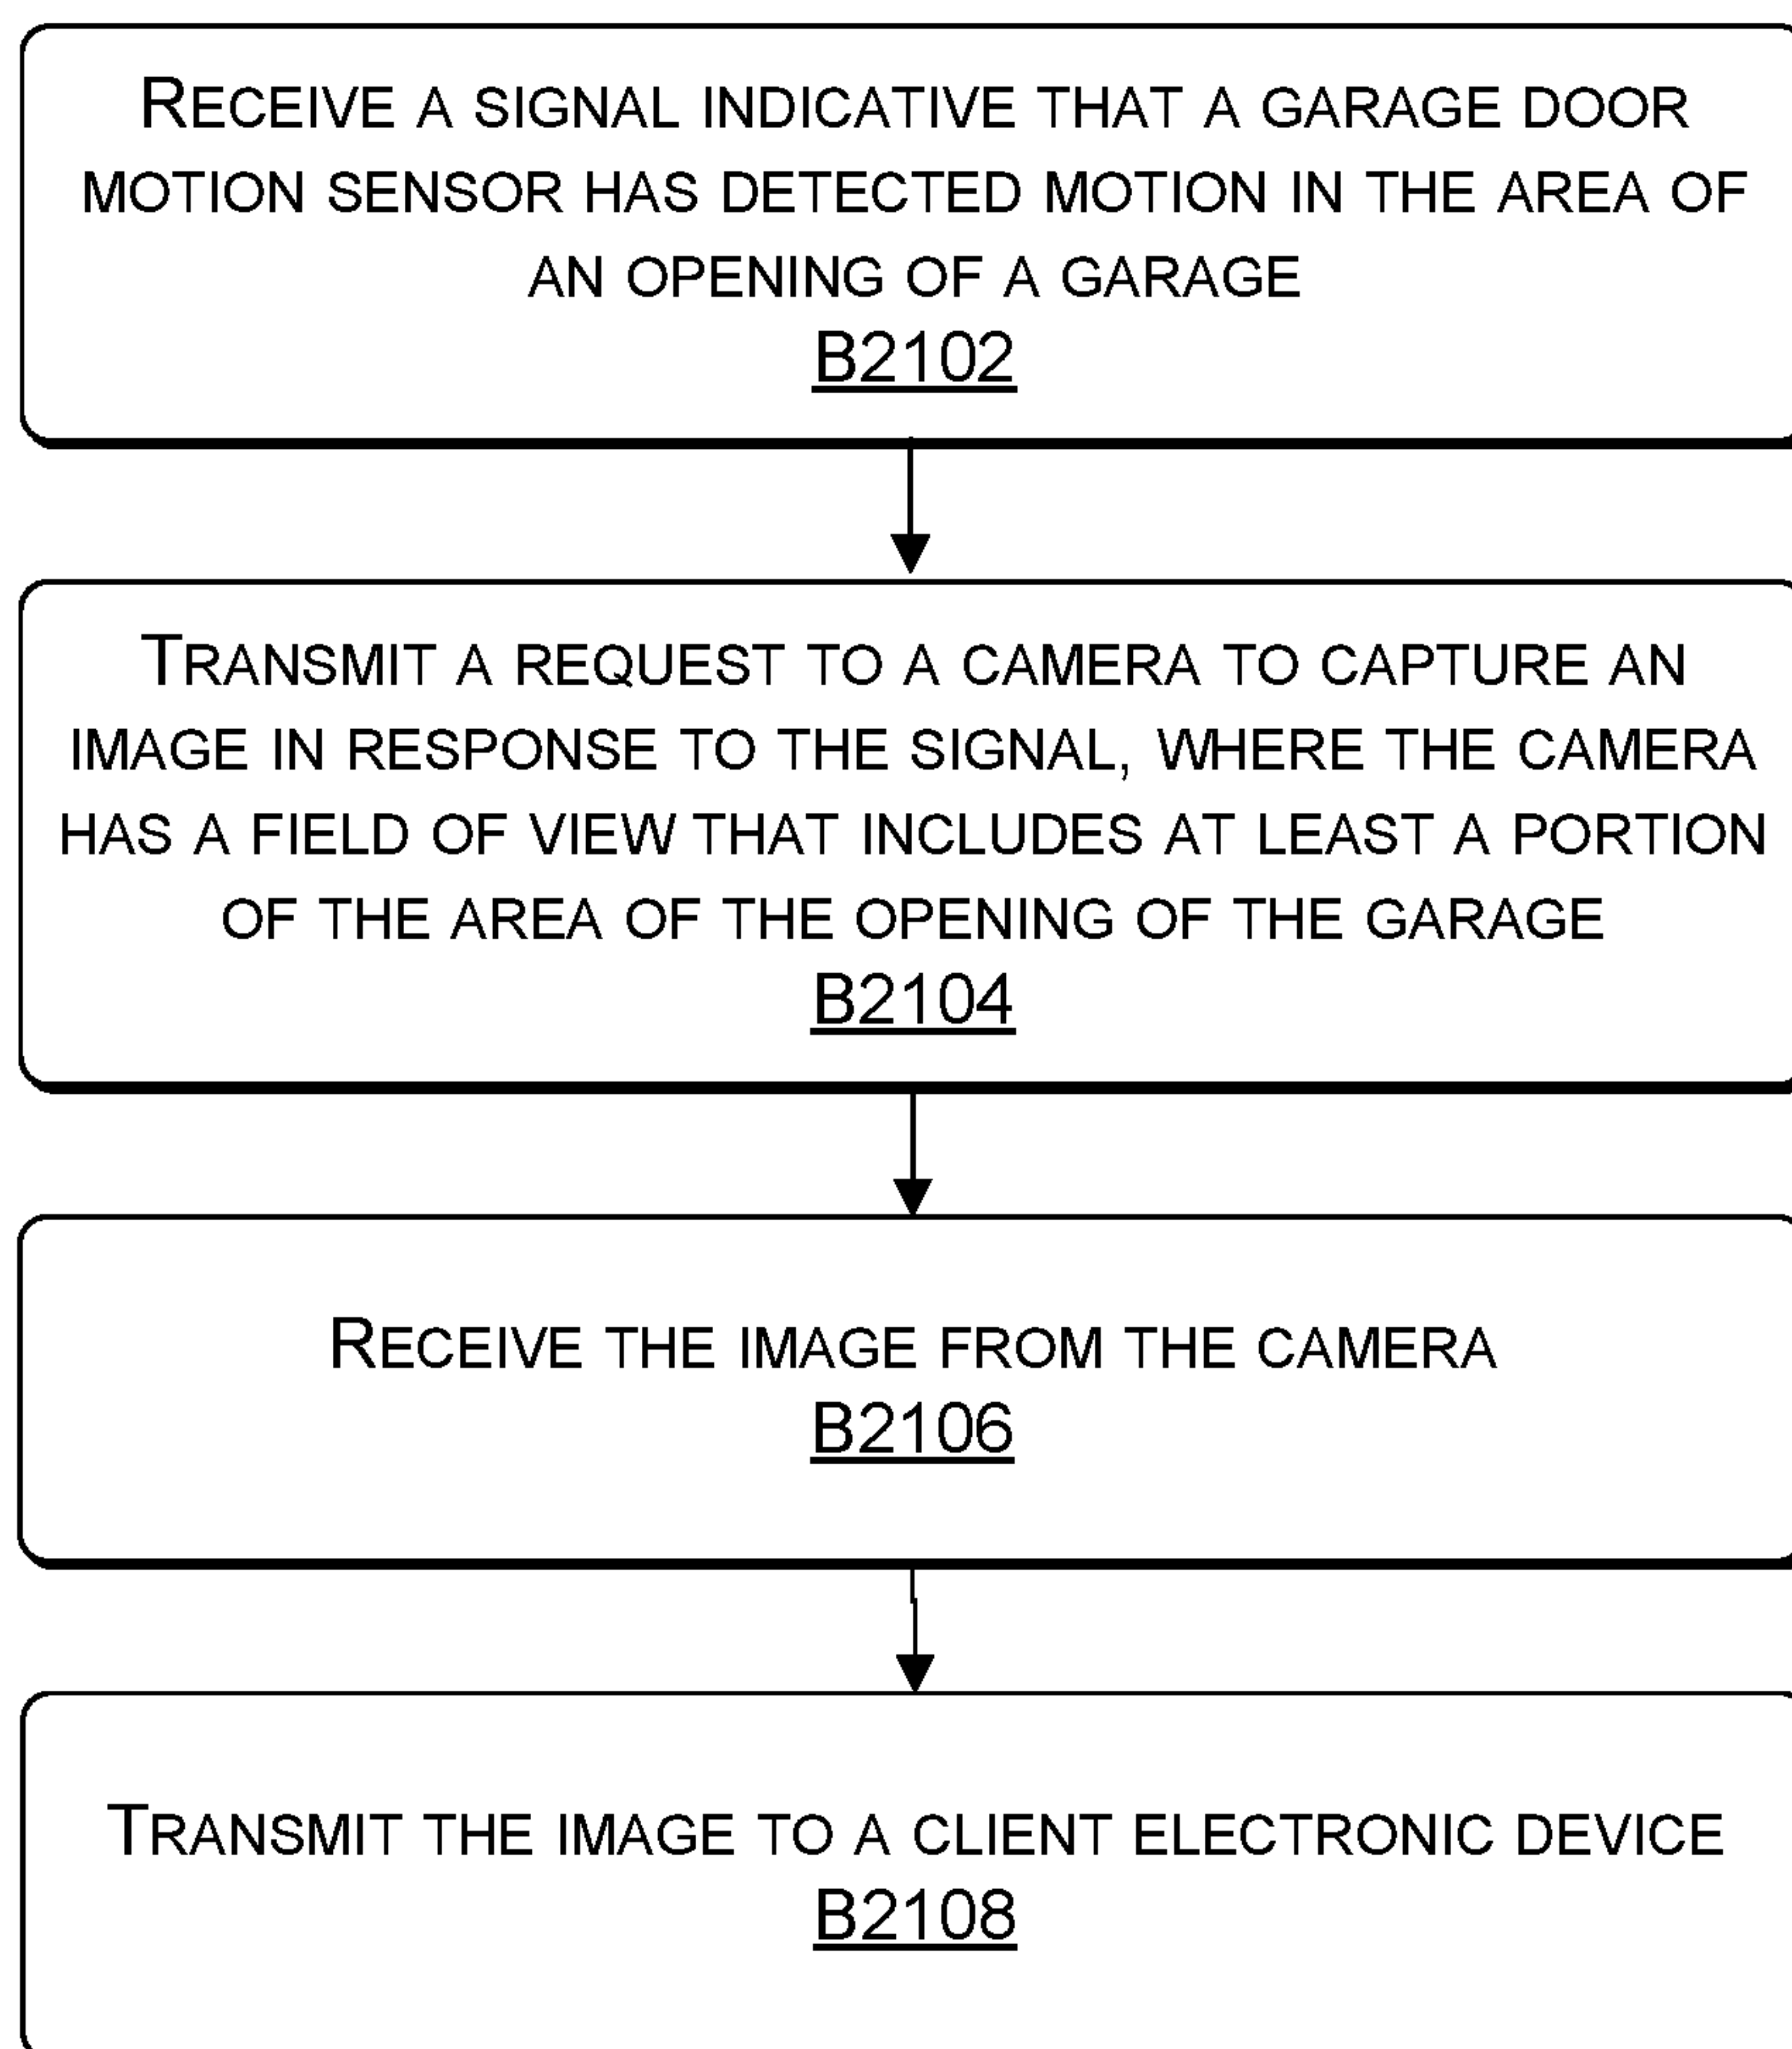 RECEIVE A SIGNAL INDICATIVE THAT A GARAGE DOOR
MOTION SENSOR HAS DETECTED MOTION IN THE AREA OF
AN OPENING OF A GARAGE
B2102
TRANSMIT A REQUEST TO A CAMERA TO CAPTURE AN
IMAGE IN RESPONSE TO THE SIGNAL, WHERE THE CAMERA
HAS A FIELD OF VIEW THAT INCLUDES AT LEAST A PORTION
OF THE AREA OF THE OPENING OF THE GARAGE
B2104
RECEIVE THE IMAGE FROM THE CAMERA
B2106
TRANSMIT THE IMAGE TO A CLIENT ELECTRONIC DEVICE
B2108